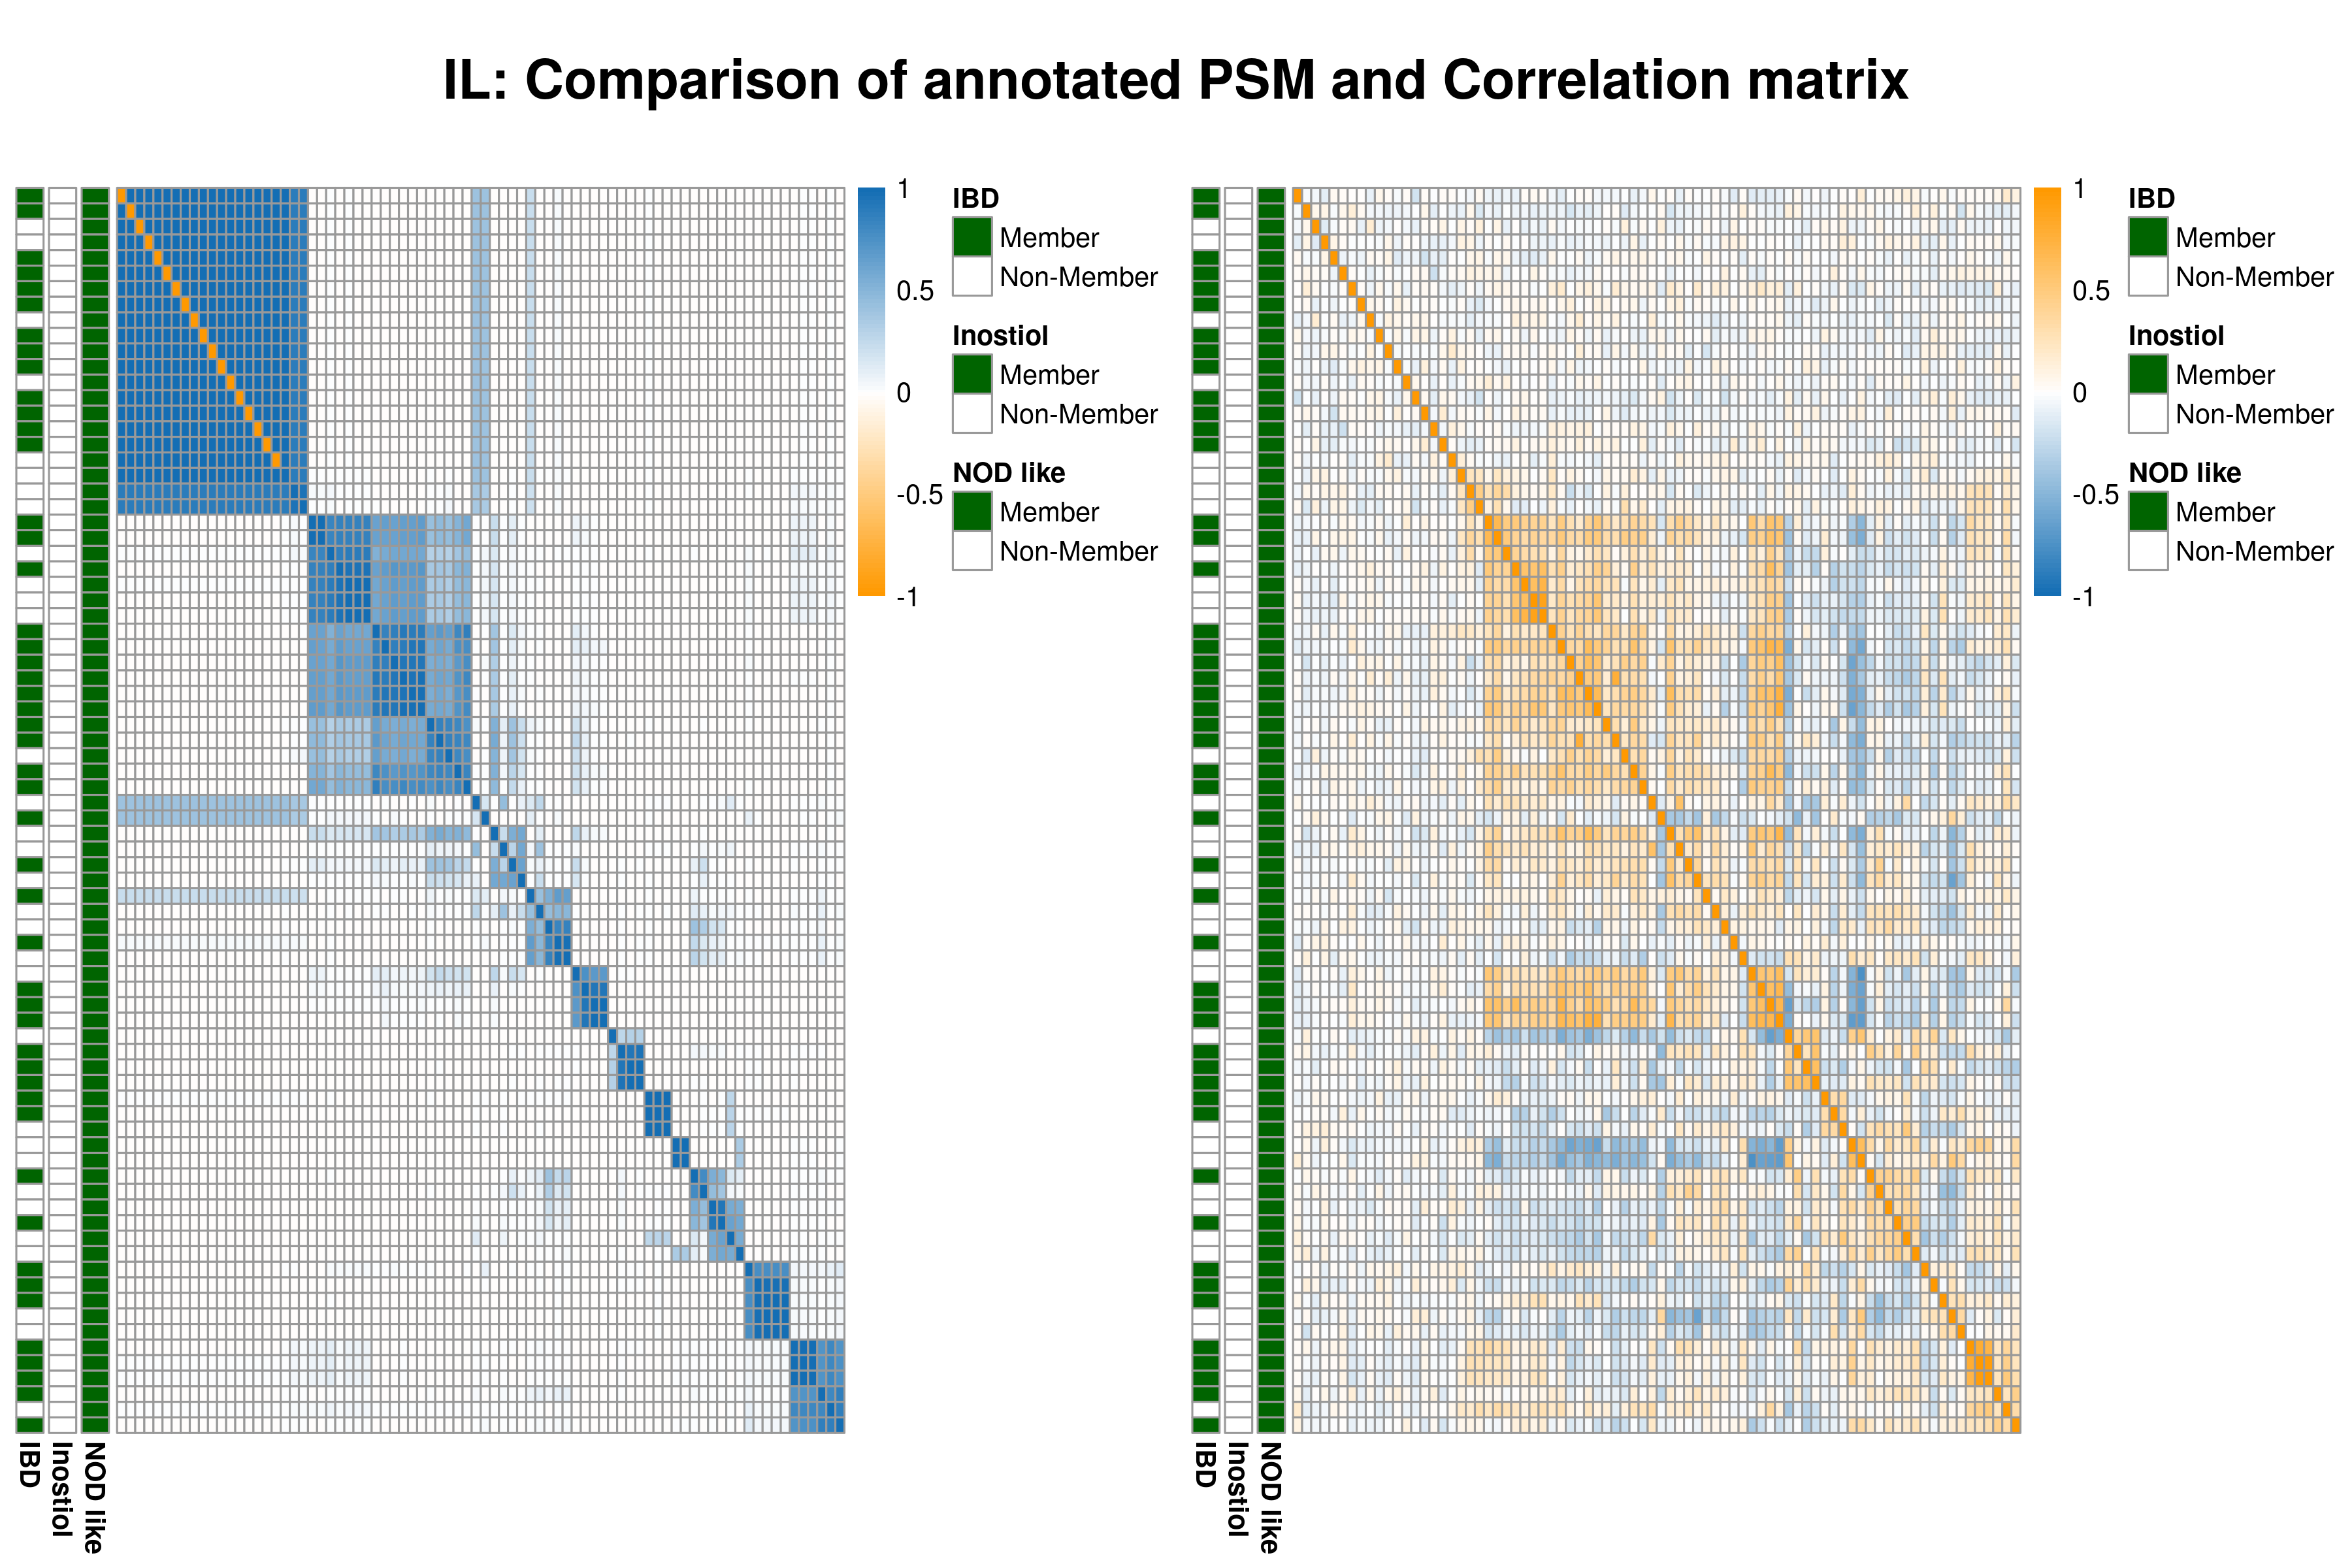 IL: Comparison of annotated PSM and Correlation matrix
1
0.5
0
-0.5
-1
IBD
Member
Non-Member
Inostiol
Member
Non-Member
NOD like
Member
Non-Member
IBD
Inostiol
NOD like
1
0.5
0
-0.5
-1
IBD
Member
Non-Member
Inostiol
Member
Non-Member
NOD like
Member
Non-Member
IBD
Inostiol
NOD like